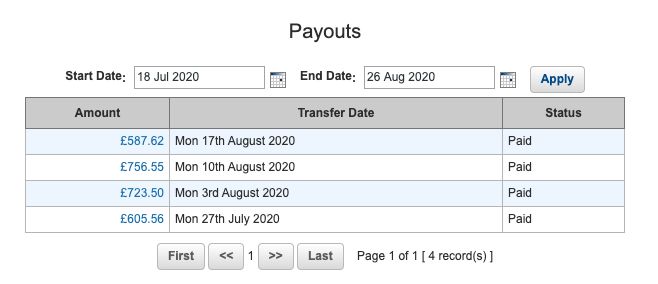 Payouts
Start Date: 18 Jul 2020 End Date: 26 Aug 2020 Apply
Amount Transfer Date Status
£587.62 Mon 17th August 2020 Paid
£756.55 Mon 10th August 2020 Paid
£723.50 Mon 3rd August 2020 Paid
£605.56 Mon 27th July 2020 Paid
First << 1 >> Last Page 1 of 1 [ 4 record(s) ]